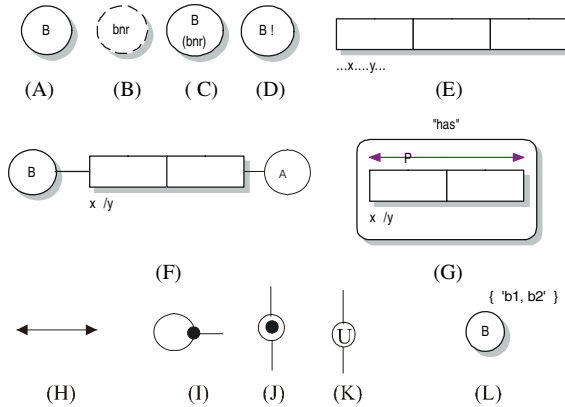 B
bnr
B
(bnr)
B !
...x....y...
(A)
(B)
( C)
(D)
(E)
"has"
P
B
A
x /y
x /y
(F)
(G)
{ 'b1, b2' }
U
B
(H)
(I)
(J)
(K)
(L)